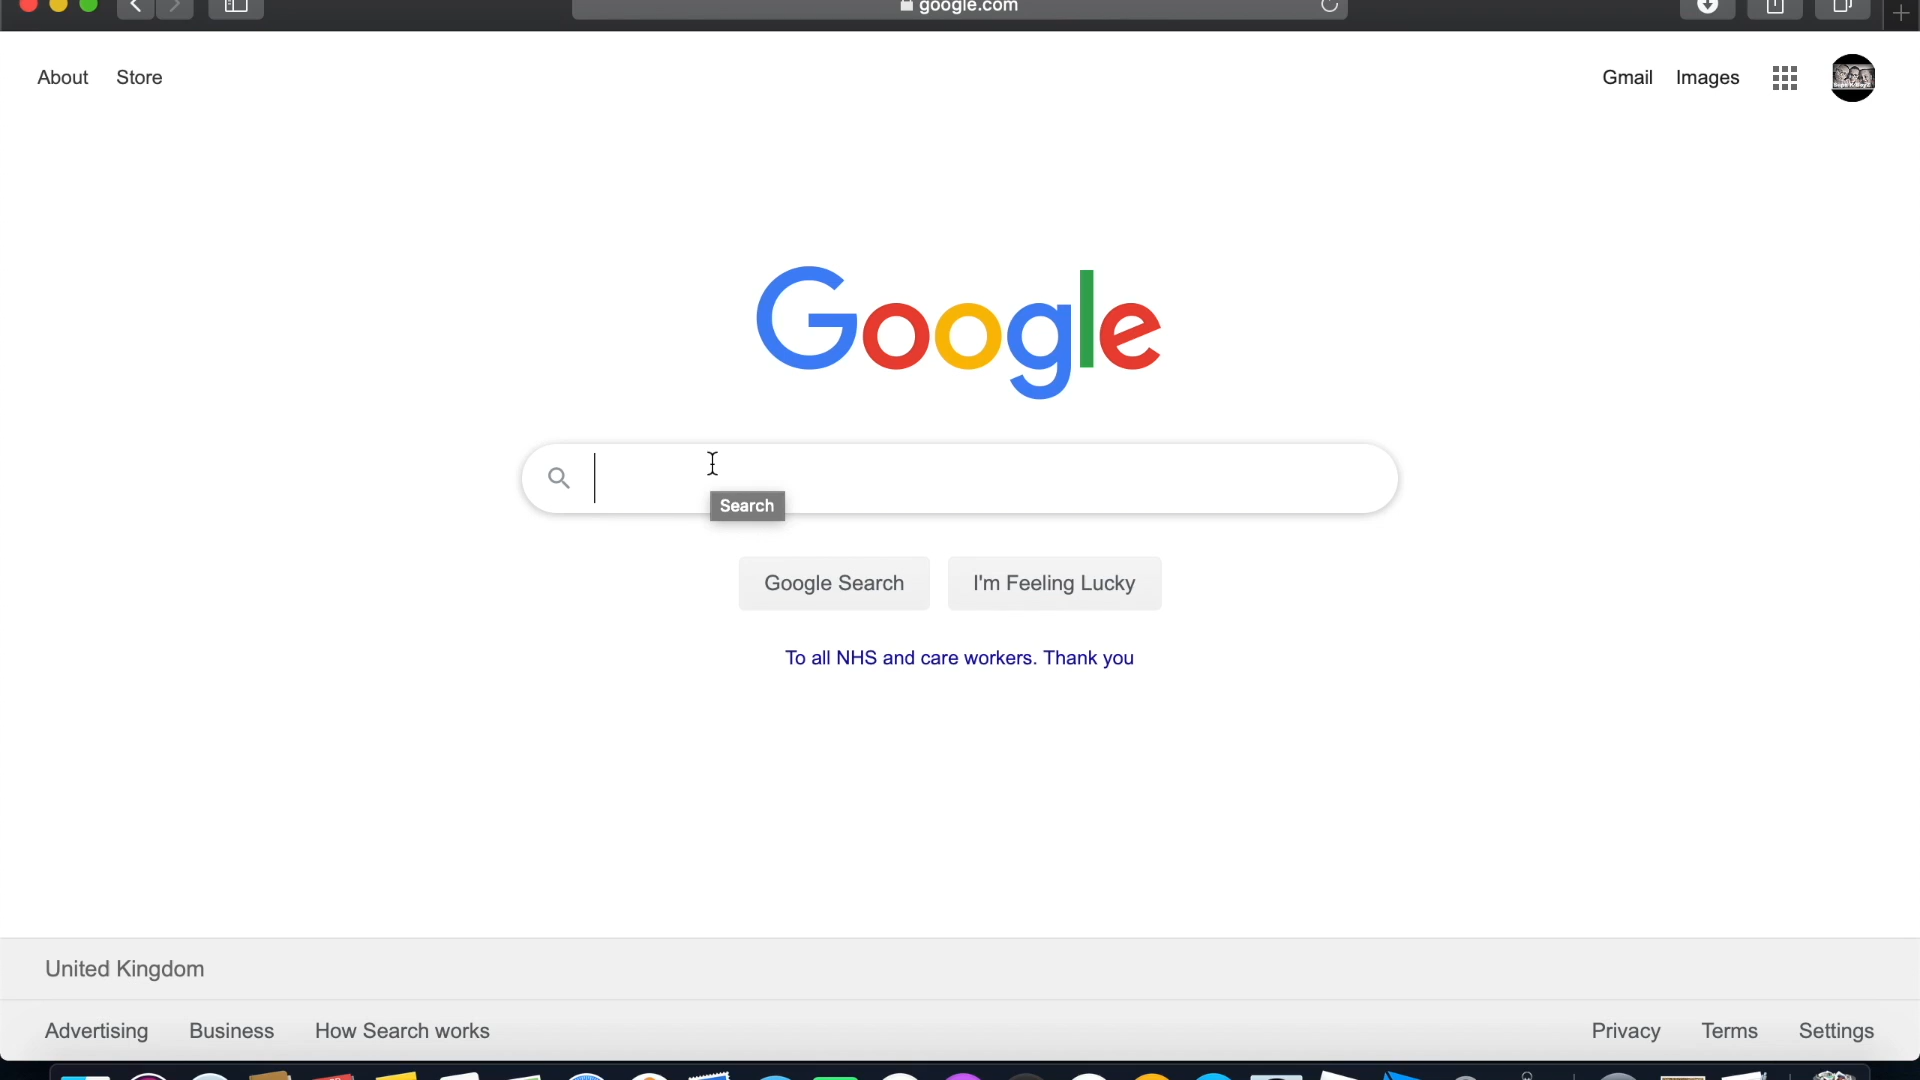 google.com
About Store
Gmail Images
Google
Search
Google Search
I'm Feeling Lucky
To all NHS and care workers. Thank you
United Kingdom
Advertising Business How Search works
Privacy Terms Settings